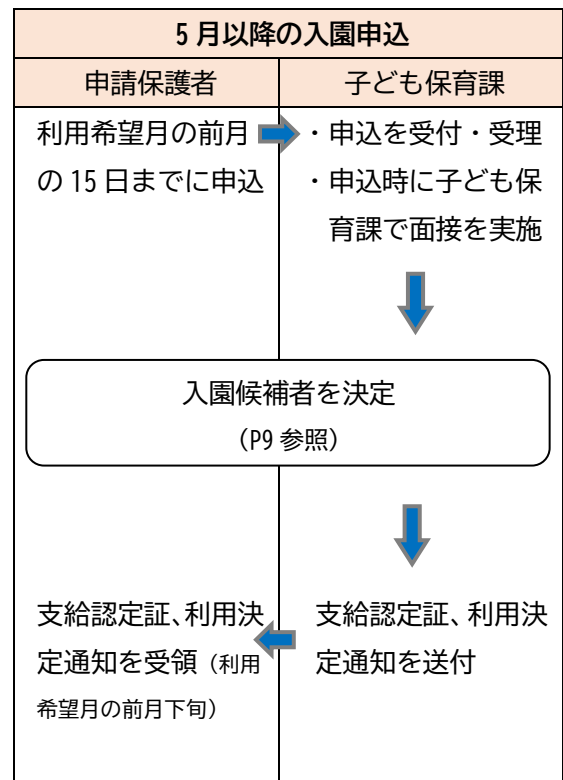 5月以降の入園申込
申請保護者
子ども保育課
利用希望月の前月
の15日までに申込
・申込を受付・受理
・申込時に子ども保
育課で面接を実施
入園候補者を決定
(P9参照)
支給認定証、利用決
定通知を受領（利用
希望月の前月下旬）
支給認定証、利用決
定通知を送付